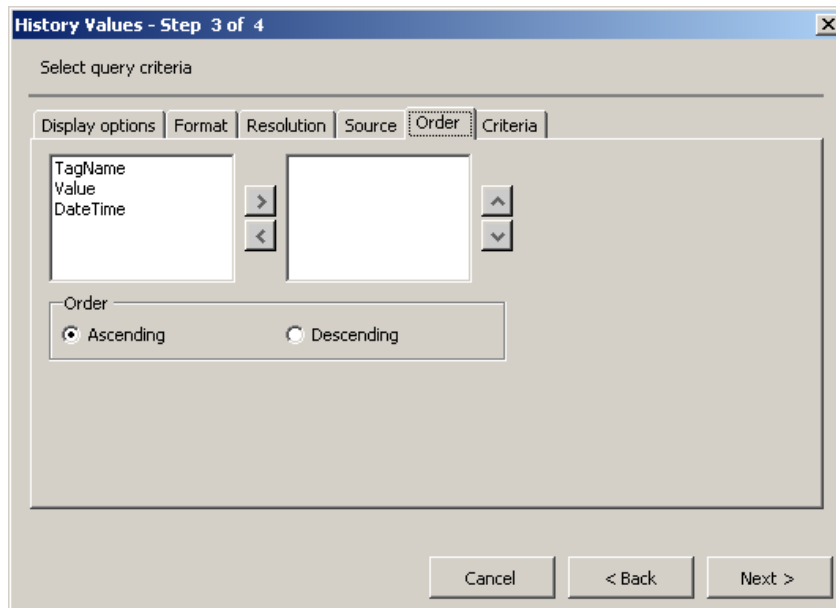 History Values - Step 3 of 4
Select query criteria
Display options Format Resolution Source Order Criteria
TagName
Value
DateTime
Order
Ascending Descending
Cancel < Back Next >